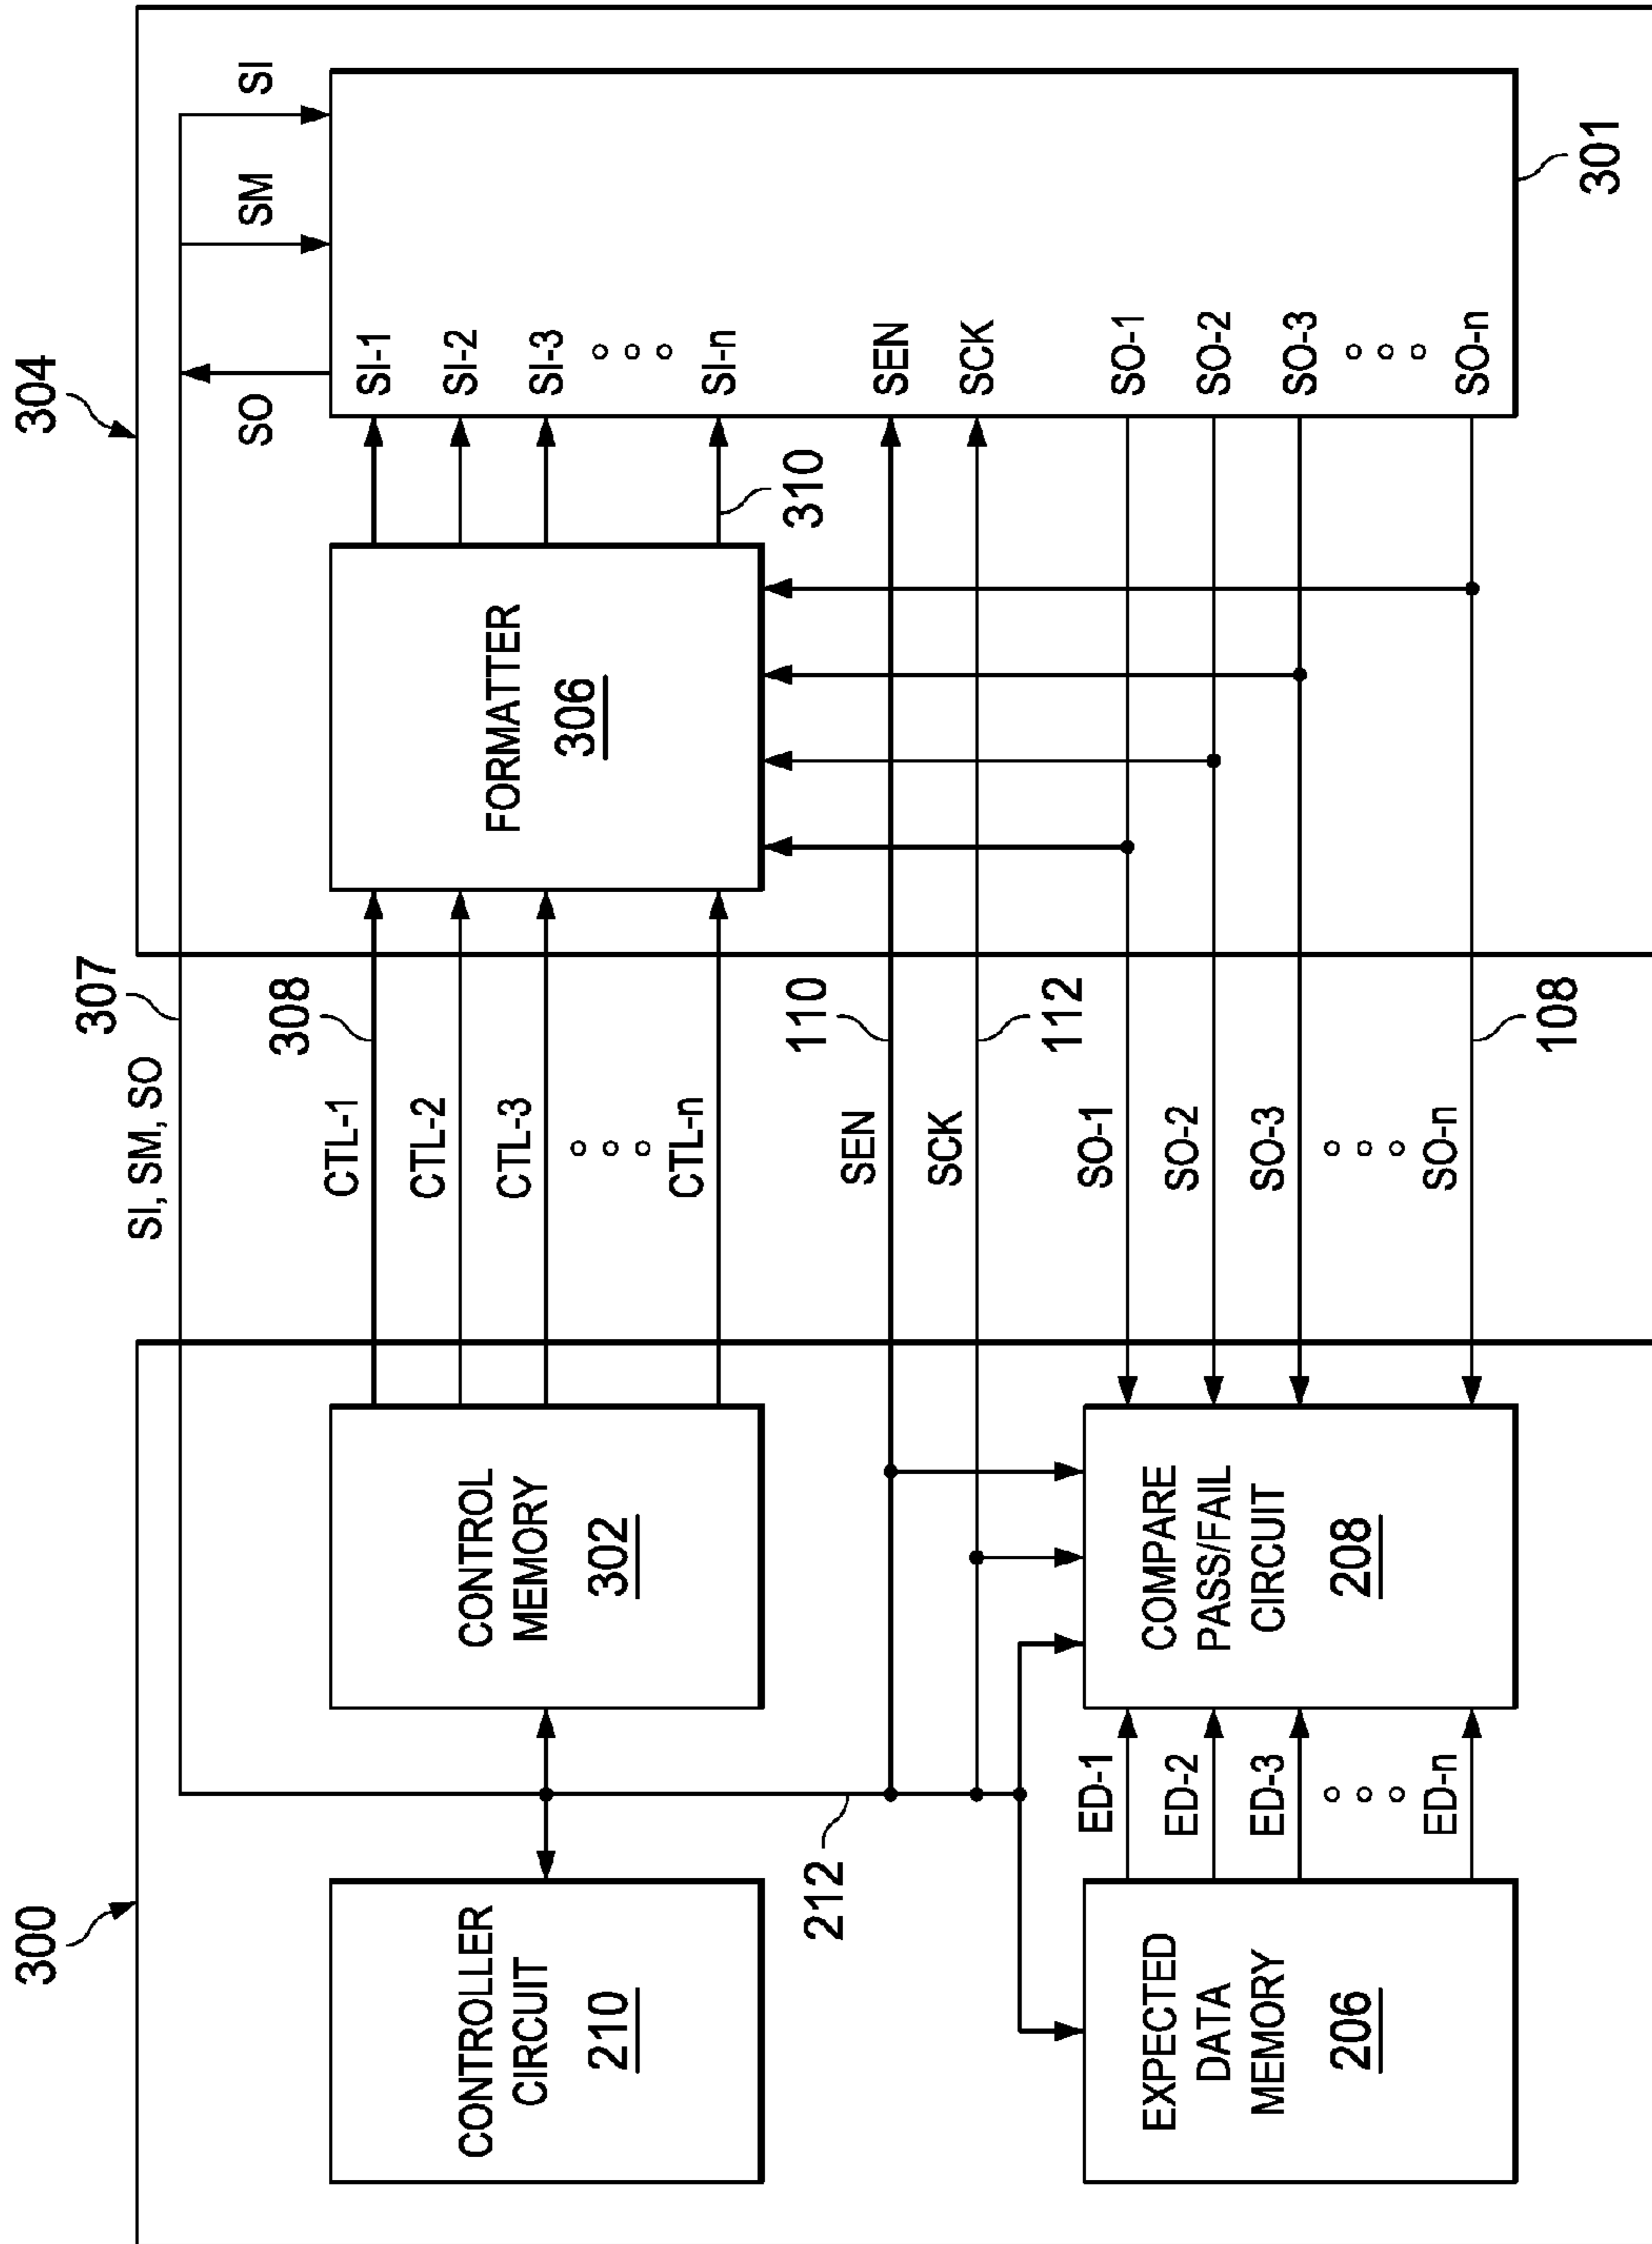 300
304
307
SI, SM, SO
SO
SM
SI
CONTROLLER
CIRCUIT
210
CONTROL
MEMORY
302
CTL-1
CTL-2
CTL-3
CTL-n
308
FORMATTER
306
310
SI-1
SI-2
SI-3
SI-n
SEN
SCK
SO-1
SO-2
SO-3
SO-n
301
212
SEN
110
SCK
112
EXPECTED
DATA
MEMORY
206
ED-1
ED-2
ED-3
ED-n
COMPARE
PASS/FAIL
CIRCUIT
208
SO-1
SO-2
SO-3
SO-n
108